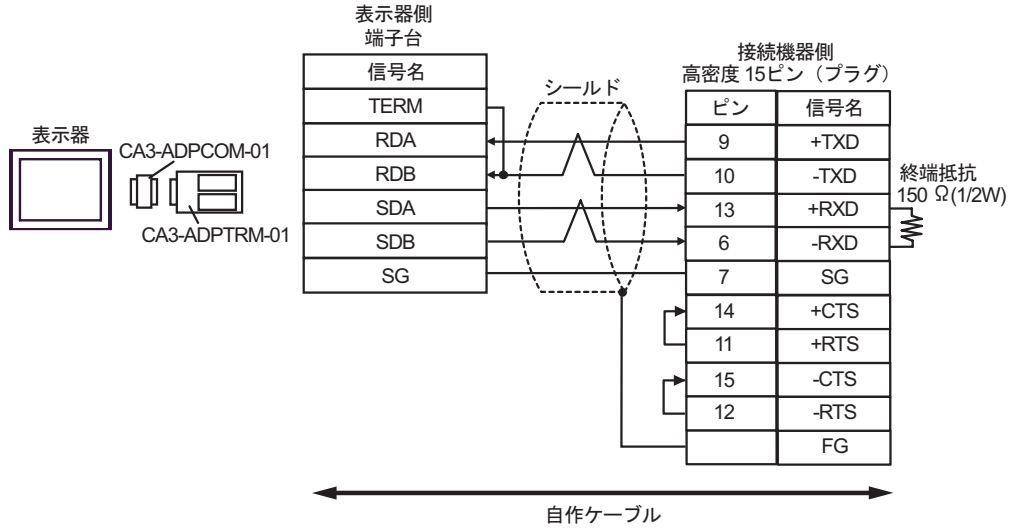 表示器
CA3-ADPCOM-01
CA3-ADPTRM-01
表示器側
端子台
信号名
TERM
RDA
RDB
SDA
SDB
SG
シールド
接続機器側
高密度 15ピン（プラグ）
ピン 信号名
9 +TXD
10 -TXD
13 +RXD
6 -RXD
7 SG
14 +CTS
11 +RTS
15 -CTS
12 -RTS
FG
終端抵抗
150 Ω(1/2W)
自作ケーブル